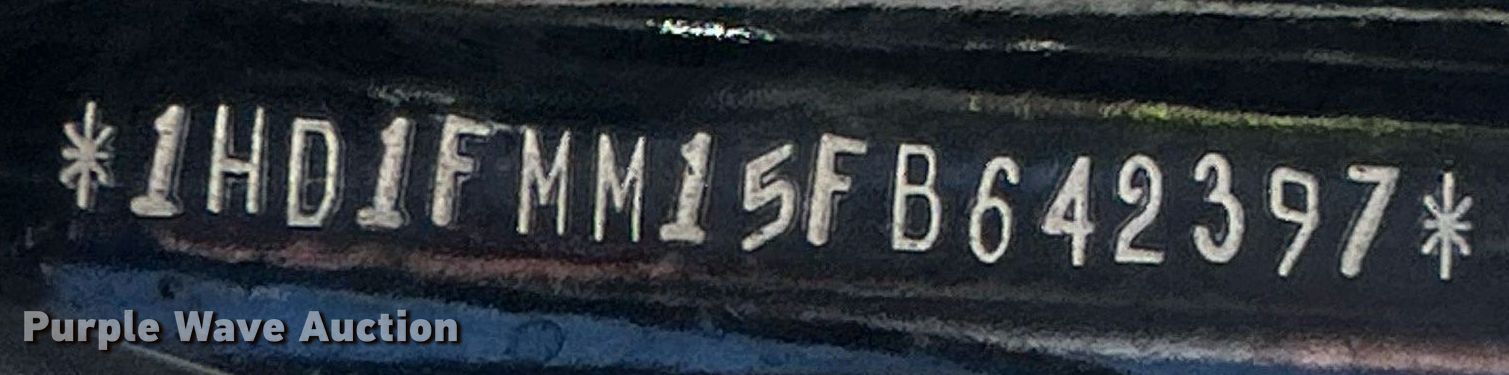 *1HD1FMM15FB642397*
Purple Wave Auction